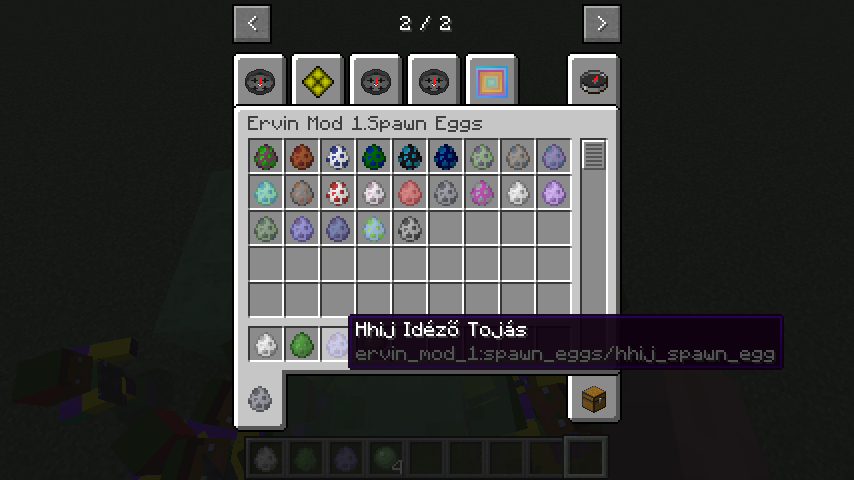 2 / 2
Ervin Mod 1.Spawn Eggs
Hhij Idéző Tojás
ervin_mod_1:spawn_eggs/hhij_spawn_egg
4